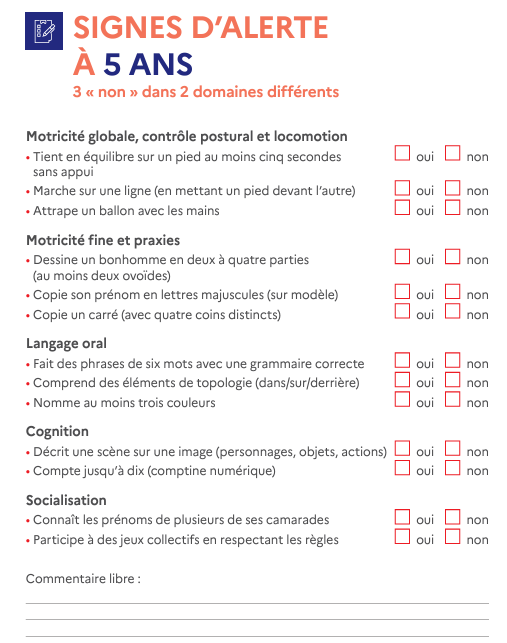 SIGNES D'ALERTE
À 5 ANS
3 « non » dans 2 domaines différents
Motricité globale, contrôle postural et locomotion
• Tient en équilibre sur un pied au moins cinq secondes
sans appui
oui non
• Marche sur une ligne (en mettant un pied devant l'autre) oui non
• Attrape un ballon avec les mains oui non
Motricité fine et praxies
• Dessine un bonhomme en deux à quatre parties
(au moins deux ovoïdes)
oui non
• Copie son prénom en lettres majuscules (sur modèle) oui non
• Copie un carré (avec quatre coins distincts) oui non
Langage oral
• Fait des phrases de six mots avec une grammaire correcte oui non
• Comprend des éléments de topologie (dans/sur/derrière) oui non
• Nomme au moins trois couleurs oui non
Cognition
• Décrit une scène sur une image (personnages, objets, actions) oui non
• Compte jusqu'à dix (comptine numérique) oui non
Socialisation
• Connaît les prénoms de plusieurs de ses camarades oui non
• Participe à des jeux collectifs en respectant les règles oui non
Commentaire libre :